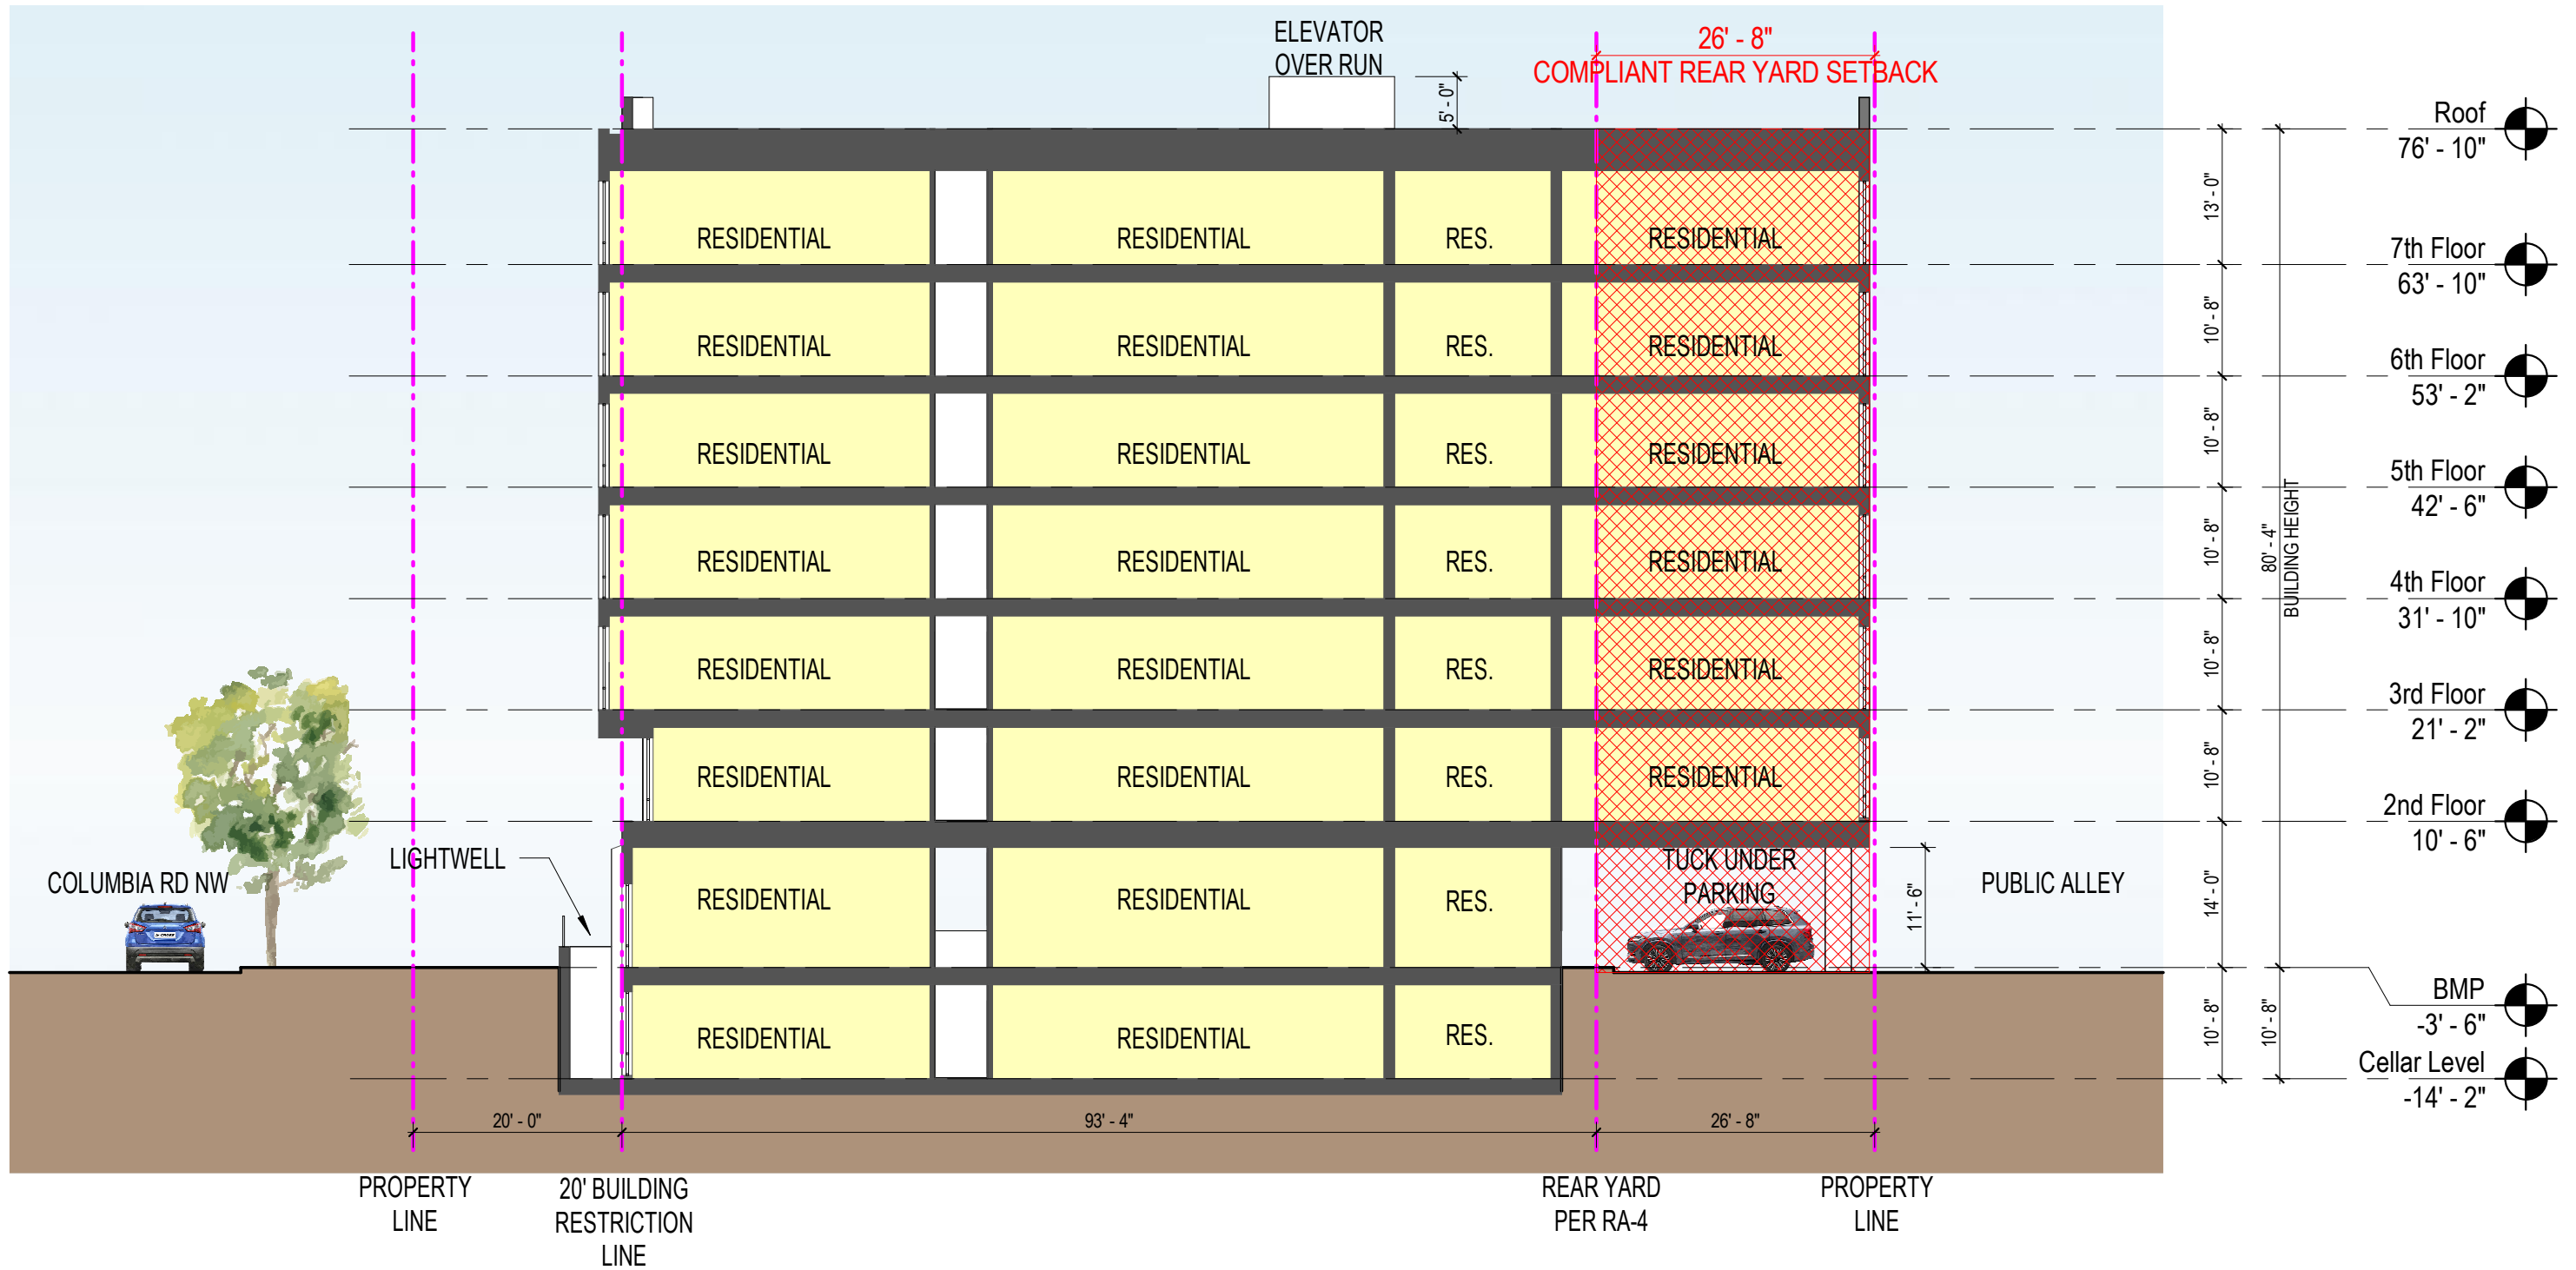 ELEVATOR
OVER RUN
5' - 0"
26' - 8"
COMPLIANT REAR YARD SETBACK
Roof
76' - 10"
13' - 0"
RESIDENTIAL
RESIDENTIAL
RES.
RESIDENTIAL
7th Floor
63' - 10"
10' - 8"
RESIDENTIAL
RESIDENTIAL
RES.
RESIDENTIAL
6th Floor
53' - 2"
10' - 8"
RESIDENTIAL
RESIDENTIAL
RES.
RESIDENTIAL
5th Floor
42' - 6"
10' - 8"
RESIDENTIAL
RESIDENTIAL
RES.
RESIDENTIAL
80' - 4"
BUILDING HEIGHT
4th Floor
31' - 10"
10' - 8"
RESIDENTIAL
RESIDENTIAL
RES.
RESIDENTIAL
3rd Floor
21' - 2"
10' - 8"
RESIDENTIAL
RESIDENTIAL
RES.
RESIDENTIAL
2nd Floor
10' - 6"
LIGHTWELL
COLUMBIA RD NW
RESIDENTIAL
RESIDENTIAL
RES.
TUCK UNDER
PARKING
11' - 6"
PUBLIC ALLEY
14' - 0"
BMP
-3' - 6"
RESIDENTIAL
RESIDENTIAL
RES.
10' - 8"
10' - 8"
Cellar Level
-14' - 2"
20' - 0"
93' - 4"
26' - 8"
PROPERTY
LINE
20' BUILDING
RESTRICTION
LINE
REAR YARD
PER RA-4
PROPERTY
LINE